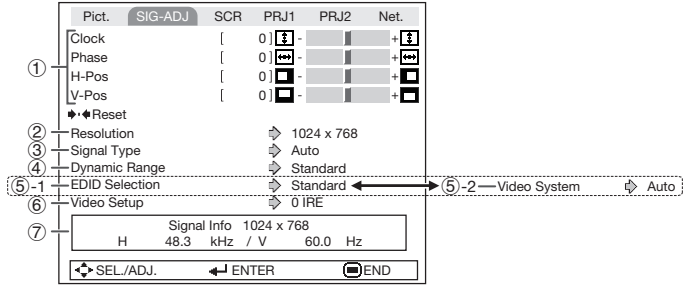 Pict. SIG-ADJ SCR PRJ1 PRJ2 Net.
① Clock [ 0 ] - +
Phase [ 0 ] - +
H-Pos [ 0 ] - +
V-Pos [ 0 ] - +
Reset
② Resolution 1024 x 768
③ Signal Type Auto
④ Dynamic Range Standard
⑤-1 EDID Selection Standard ⑤-2 Video System Auto
⑥ Video Setup 0 IRE
⑦ Signal Info 1024 x 768
H 48.3 kHz / V 60.0 Hz
SEL./ADJ. ENTER END